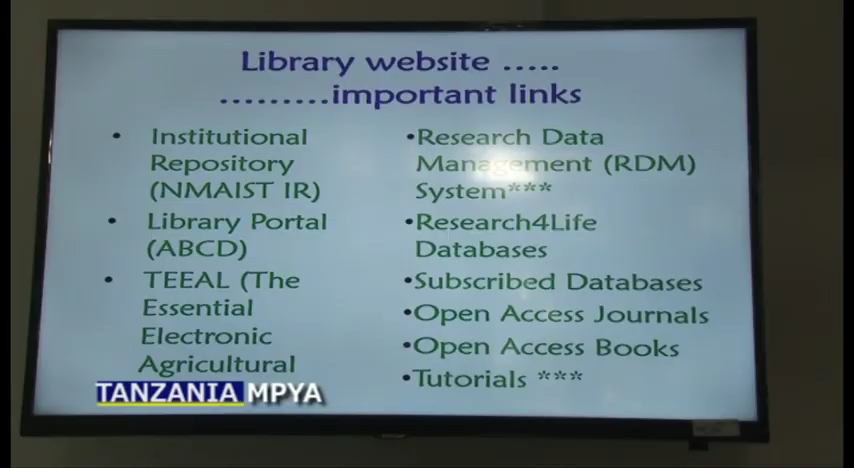 Library website .....
.........important links
• Institutional
Repository
(NMAIST IR)
• Library Portal
(ABCD)
• TEEAL (The
Essential
Electronic
Agricultural
•Research Data
Management (RDM)
System***
•Research4Life
Databases
•Subscribed Databases
•Open Access Journals
•Open Access Books
•Tutorials ***
TANZANIA MPYA